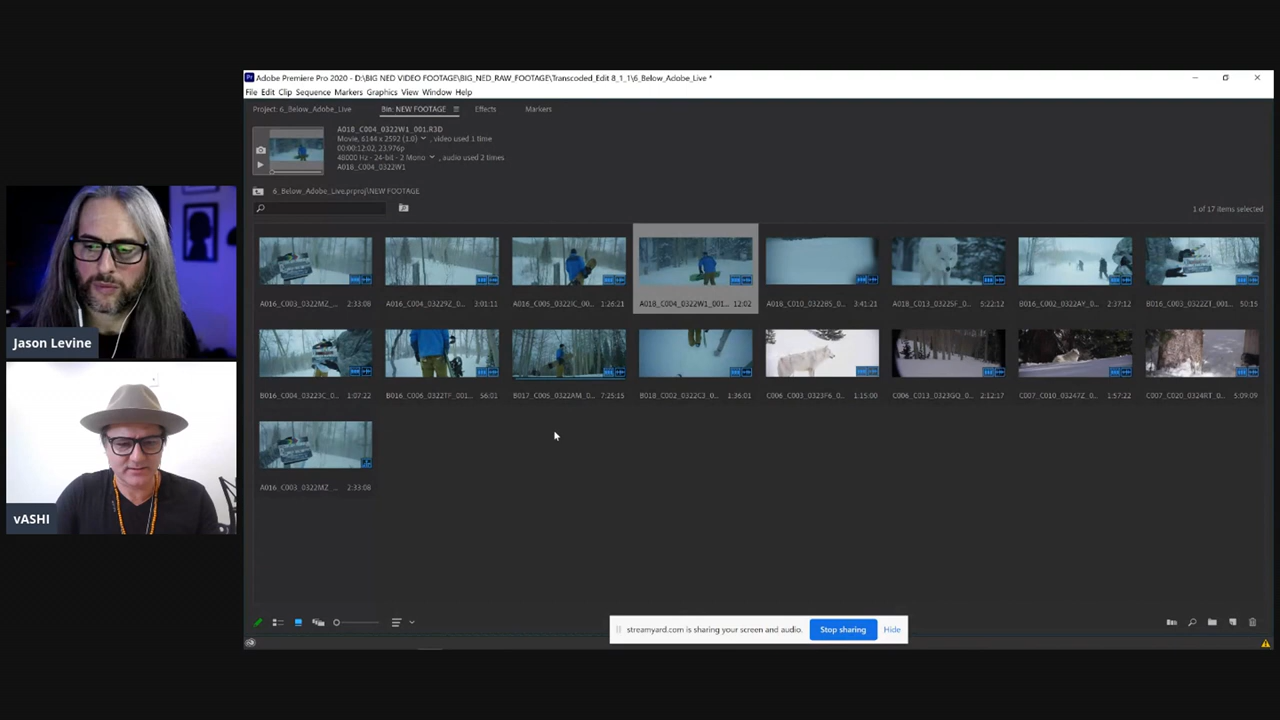 Adobe Premiere Pro 2020 - D:\BIG NED VIDEO FOOTAGE\BIG_NED_RAW_FOOTAGE\Transcoded_Edit 8_1_1\6_Below_Adobe_Live *
File Edit Clip Sequence Markers Graphics View Window Help
Project: 6_Below_Adobe_Live Bin: NEW FOOTAGE Effects Markers
A018_C004_0322W1_001.R3D
Movie, 6144 x 2592 (1.0) , video used 1 time
00:00:12:02, 23.976p
48000 Hz - 24-bit - 2 Mono , audio used 2 times
A018_C004_0322W1
6_Below_Adobe_Live.prproj\NEW FOOTAGE
1 of 17 items selected
A016_C003_0322MZ_... 2:33:08 A016_C004_03229Z_0... 3:01:11 A016_C005_0322IC_00... 1:26:21 A018_C004_0322W1_001... 12:02 A018_C010_0322BS_0... 3:41:21 A018_C013_0322SF_0... 5:22:12 B016_C002_0322AY_0... 2:37:12 B016_C003_0322ZT_001... 50:15
B016_C004_03223C_0... 1:07:22 B016_C006_0322TF_001... 56:01 B017_C005_0322AM_0... 7:25:15 B018_C002_0322C3_0... 1:36:01 C006_C003_0323F6_0... 1:15:00 C006_C013_0323GQ_0... 2:12:17 C007_C010_03247Z_0... 1:57:22 C007_C020_0324RT_0... 5:09:09
A016_C003_0322MZ_... 2:33:08
Jason Levine
vASHI
streamyard.com is sharing your screen and audio. Stop sharing Hide